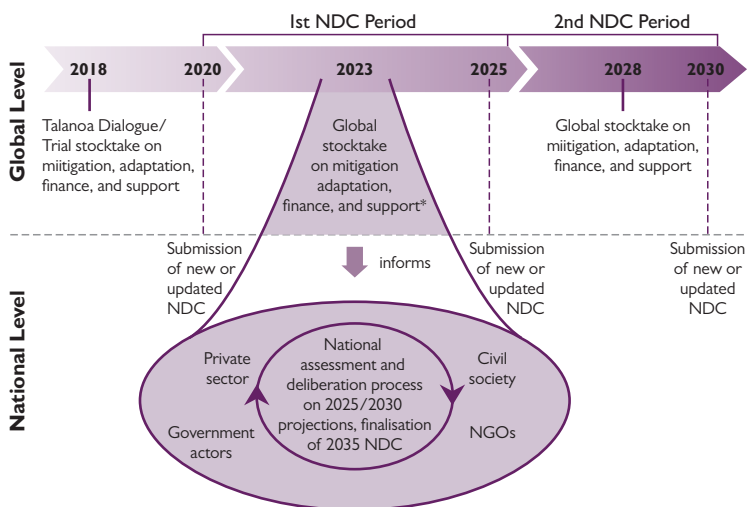 1st NDC Period
2nd NDC Period
2018
2020
2023
2025
2028
2030
Global Level
Talanoa Dialogue/
Trial stocktake on
miitigation, adaptation,
finance, and support
Global
stocktake
on mitigation
adaptation,
finance, and support*
Global stocktake on
miitigation, adaptation,
finance, and support
National Level
Submission
of new or
updated
NDC
informs
Submission
of new or
updated
NDC
Submission
of new or
updated
NDC
Private
sector
National
assessment and
deliberation process
on 2025/2030
projections, finalisation
of 2035 NDC
Civil
society
Government
actors
NGOs